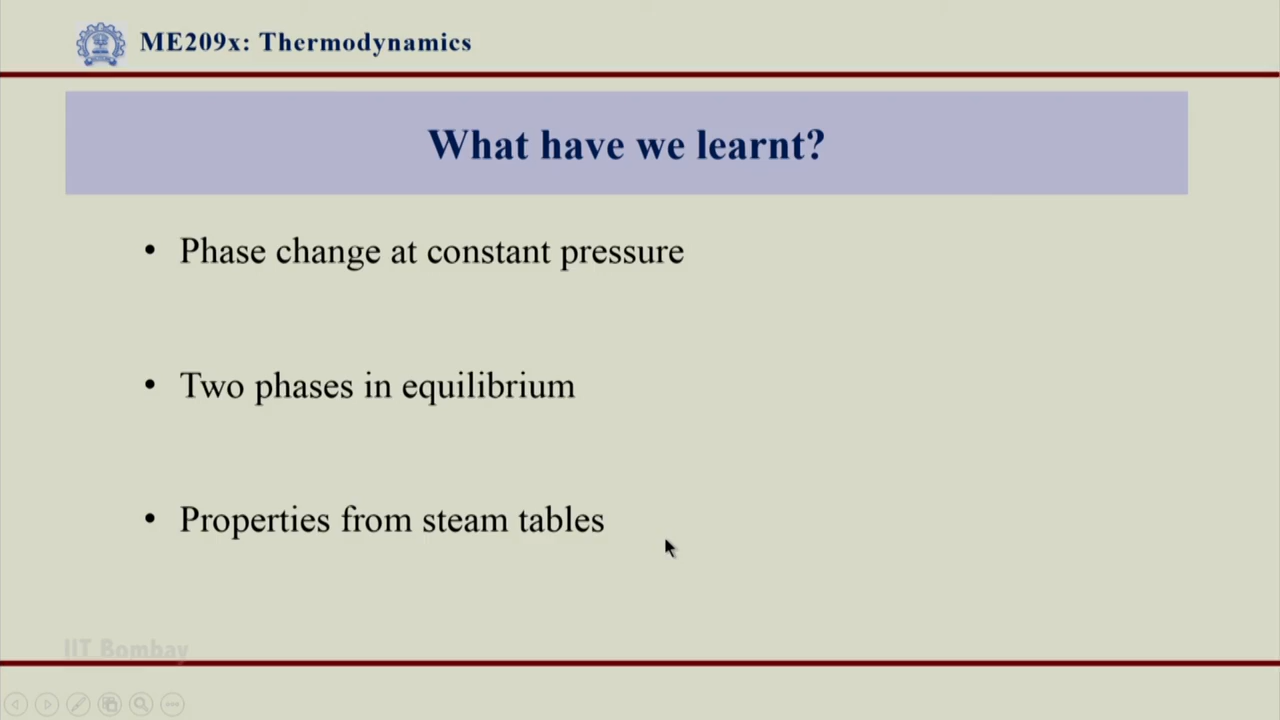 ME209x: Thermodynamics
What have we learnt?
• Phase change at constant pressure
• Two phases in equilibrium
• Properties from steam tables
IIT Bombay